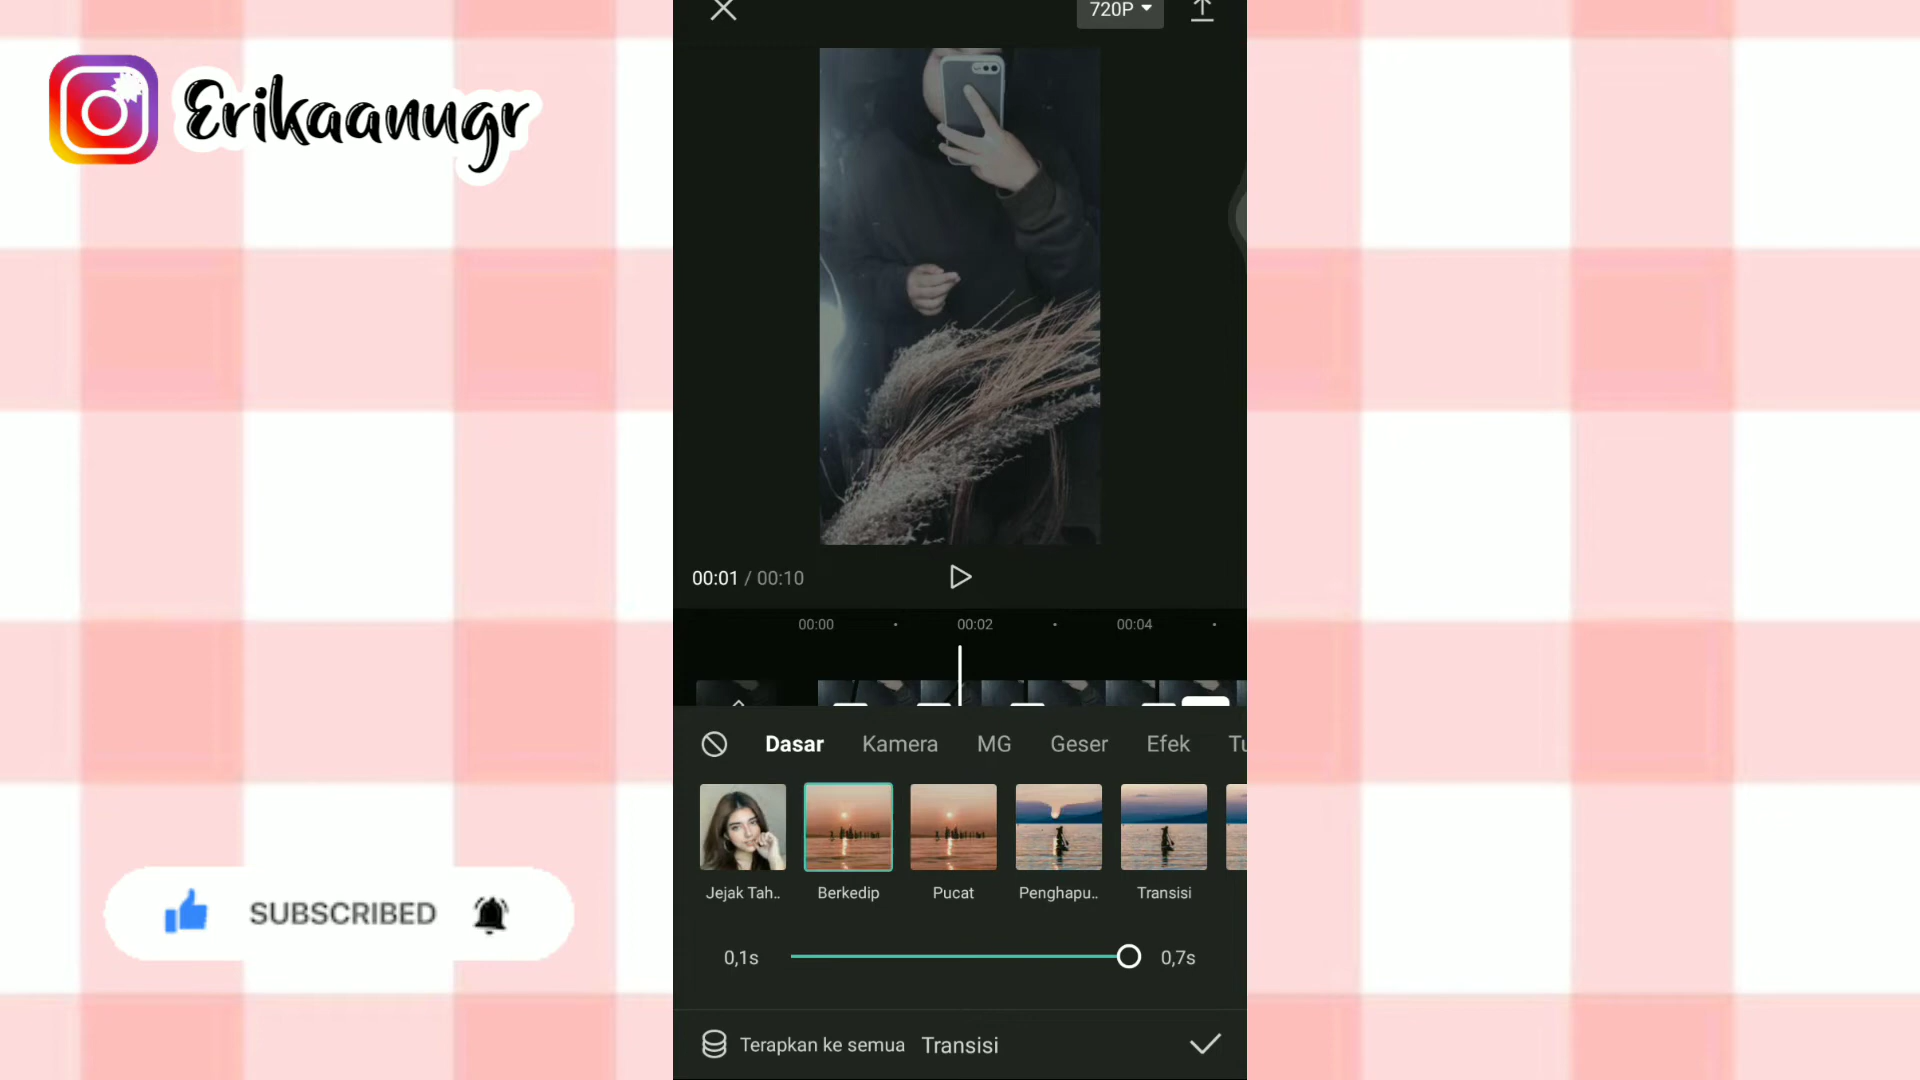 Erikaanugr
SUBSCRIBED
720P
00:01 / 00:10
00:00 00:02 00:04
Dasar Kamera MG Geser Efek Tu
Jejak Tah.. Berkedip Pucat Penghapu.. Transisi
0,1s 0,7s
Terapkan ke semua Transisi